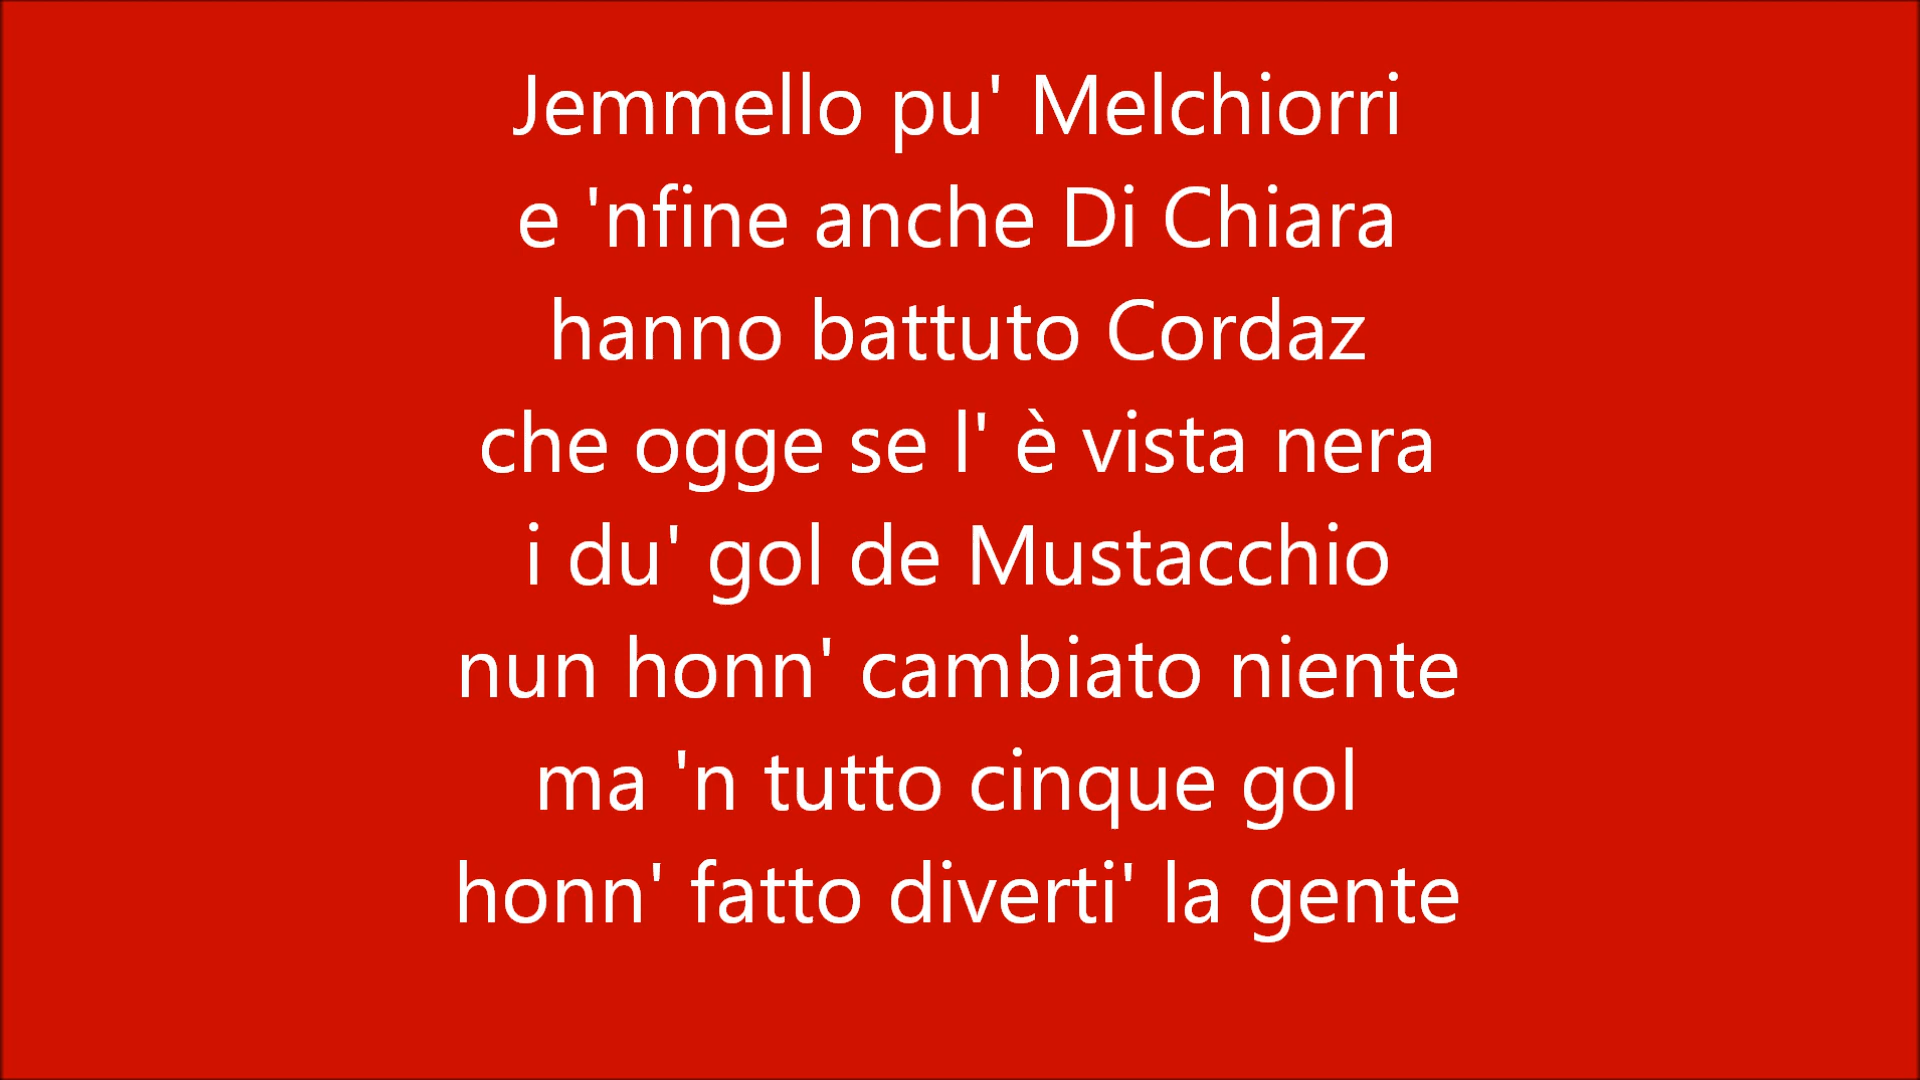 Jemmello pu' Melchiorri
e 'nfine anche Di Chiara
hanno battuto Cordaz
che ogge se l' è vista nera
i du' gol de Mustacchio
nun honn' cambiato niente
ma 'n tutto cinque gol
honn' fatto diverti' la gente